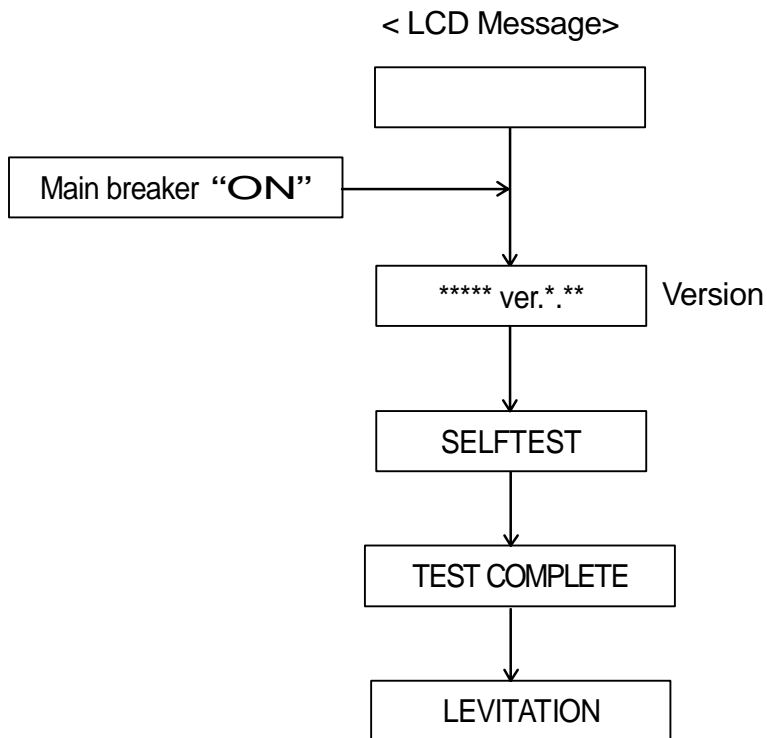 < LCD Message>
Main breaker “ON”
***** ver.*.** Version
SELFTEST
TEST COMPLETE
LEVITATION